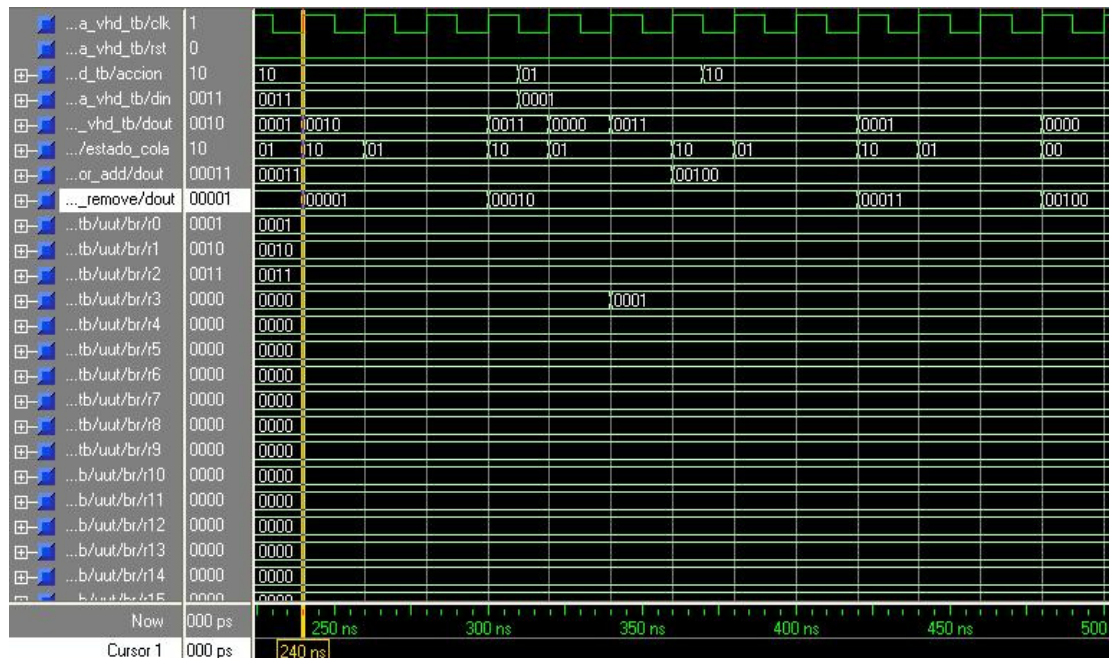 ...a_vhd_tb/clk 1
...a_vhd_tb/rst 0
...d_tb/accion 10 10 01 10
...a_vhd_tb/din 0011 0011 0001
..._vhd_tb/dout 0010 0001 0010 0011 0000 0011 0001 0000
.../estado_cola 10 01 10 01 10 01 10 01 10 01 00
...or_add/dout 00011 00011 00100
..._remove/dout 00001 00001 00010 00011 00100
...tb/uut/br/r0 0001 0001
...tb/uut/br/r1 0010 0010
...tb/uut/br/r2 0011 0011
...tb/uut/br/r3 0000 0000 0001
...tb/uut/br/r4 0000 0000
...tb/uut/br/r5 0000 0000
...tb/uut/br/r6 0000 0000
...tb/uut/br/r7 0000 0000
...tb/uut/br/r8 0000 0000
...tb/uut/br/r9 0000 0000
...b/uut/br/r10 0000 0000
...b/uut/br/r11 0000 0000
...b/uut/br/r12 0000 0000
...b/uut/br/r13 0000 0000
...b/uut/br/r14 0000 0000
...b/uut/br/r15 0000 0000
Now 000 ps 250 ns 300 ns 350 ns 400 ns 450 ns 500
Cursor 1 000 ps 240 ns